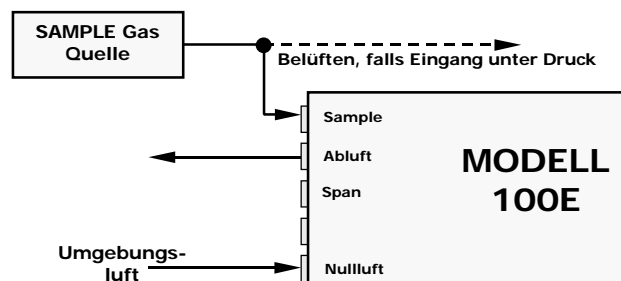 SAMPLE Gas
Quelle
Belüften, falls Eingang unter Druck
Sample
Abluft
MODELL
100E
Span
Umgebungs-
luft
Nullluft